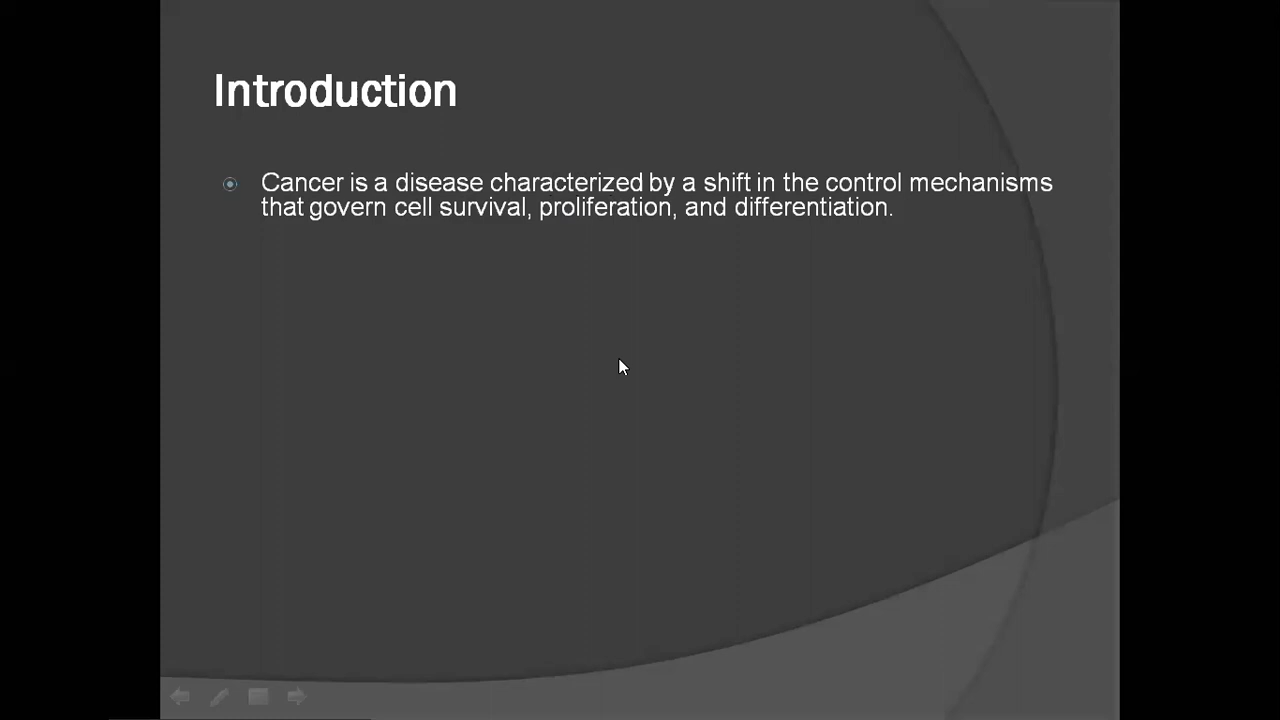 Introduction
Cancer is a disease characterized by a shift in the control mechanisms
that govern cell survival, proliferation, and differentiation.